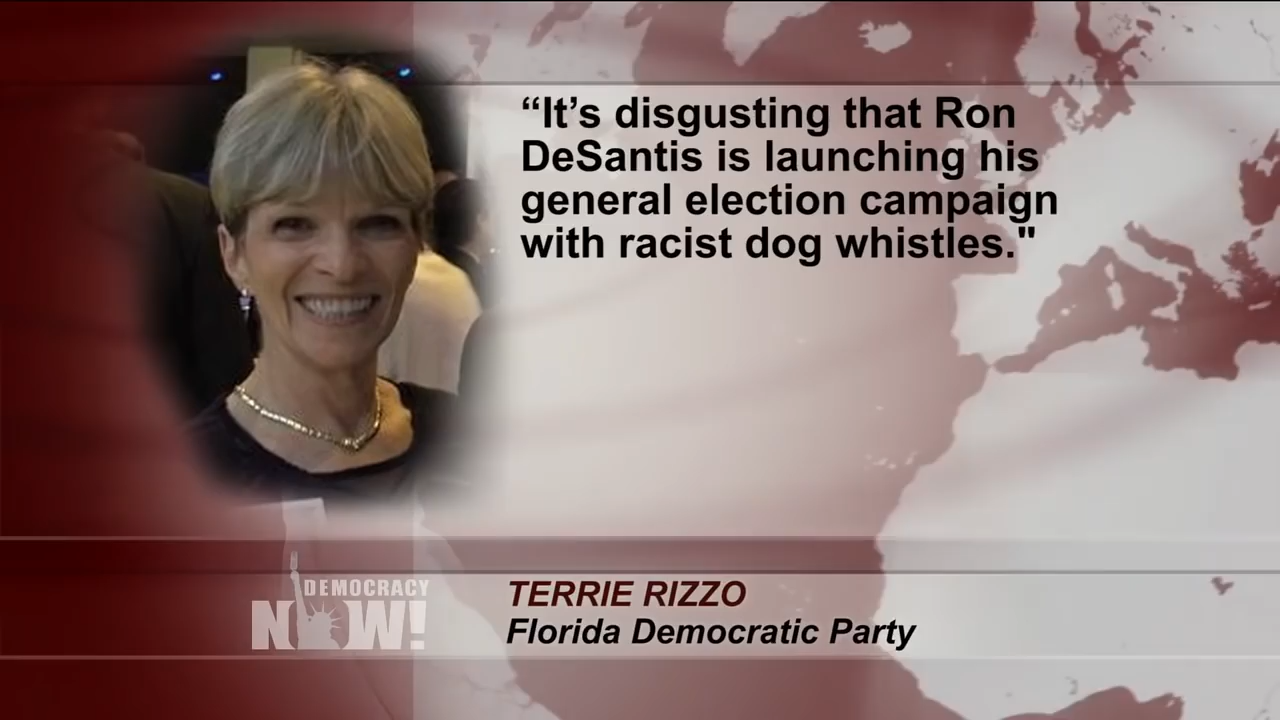 “It’s disgusting that Ron
DeSantis is launching his
general election campaign
with racist dog whistles."
DEMOCRACY
NOW!
TERRIE RIZZO
Florida Democratic Party